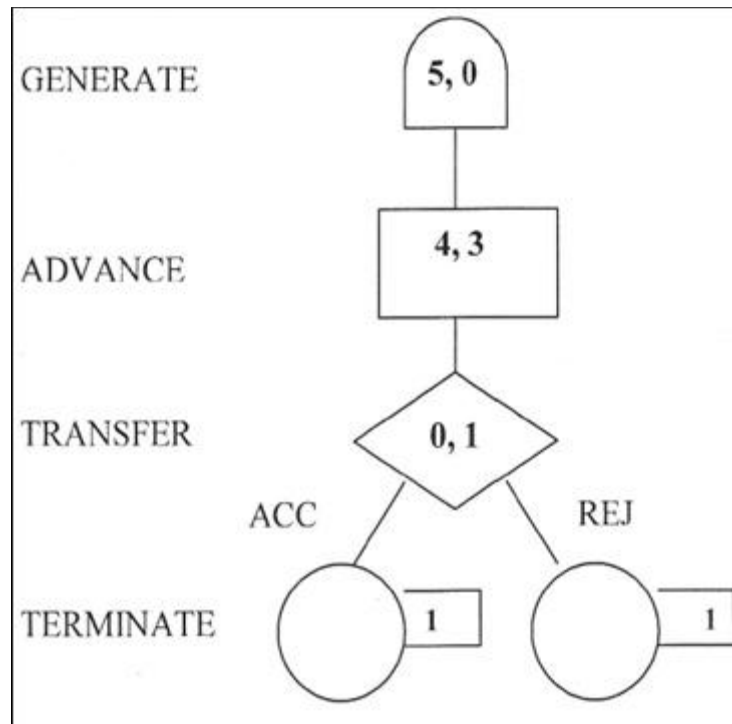 GENERATE
5, 0
ADVANCE
4, 3
TRANSFER
0, 1
ACC
REJ
TERMINATE
1
1